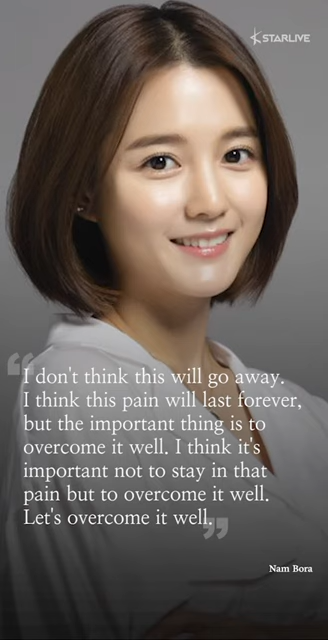 KSTARLIVE
“
I don't think this will go away.
I think this pain will last forever,
but the important thing is to
overcome it well. I think it's
important not to stay in that
pain but to overcome it well.
Let's overcome it well.
”
Nam Bora